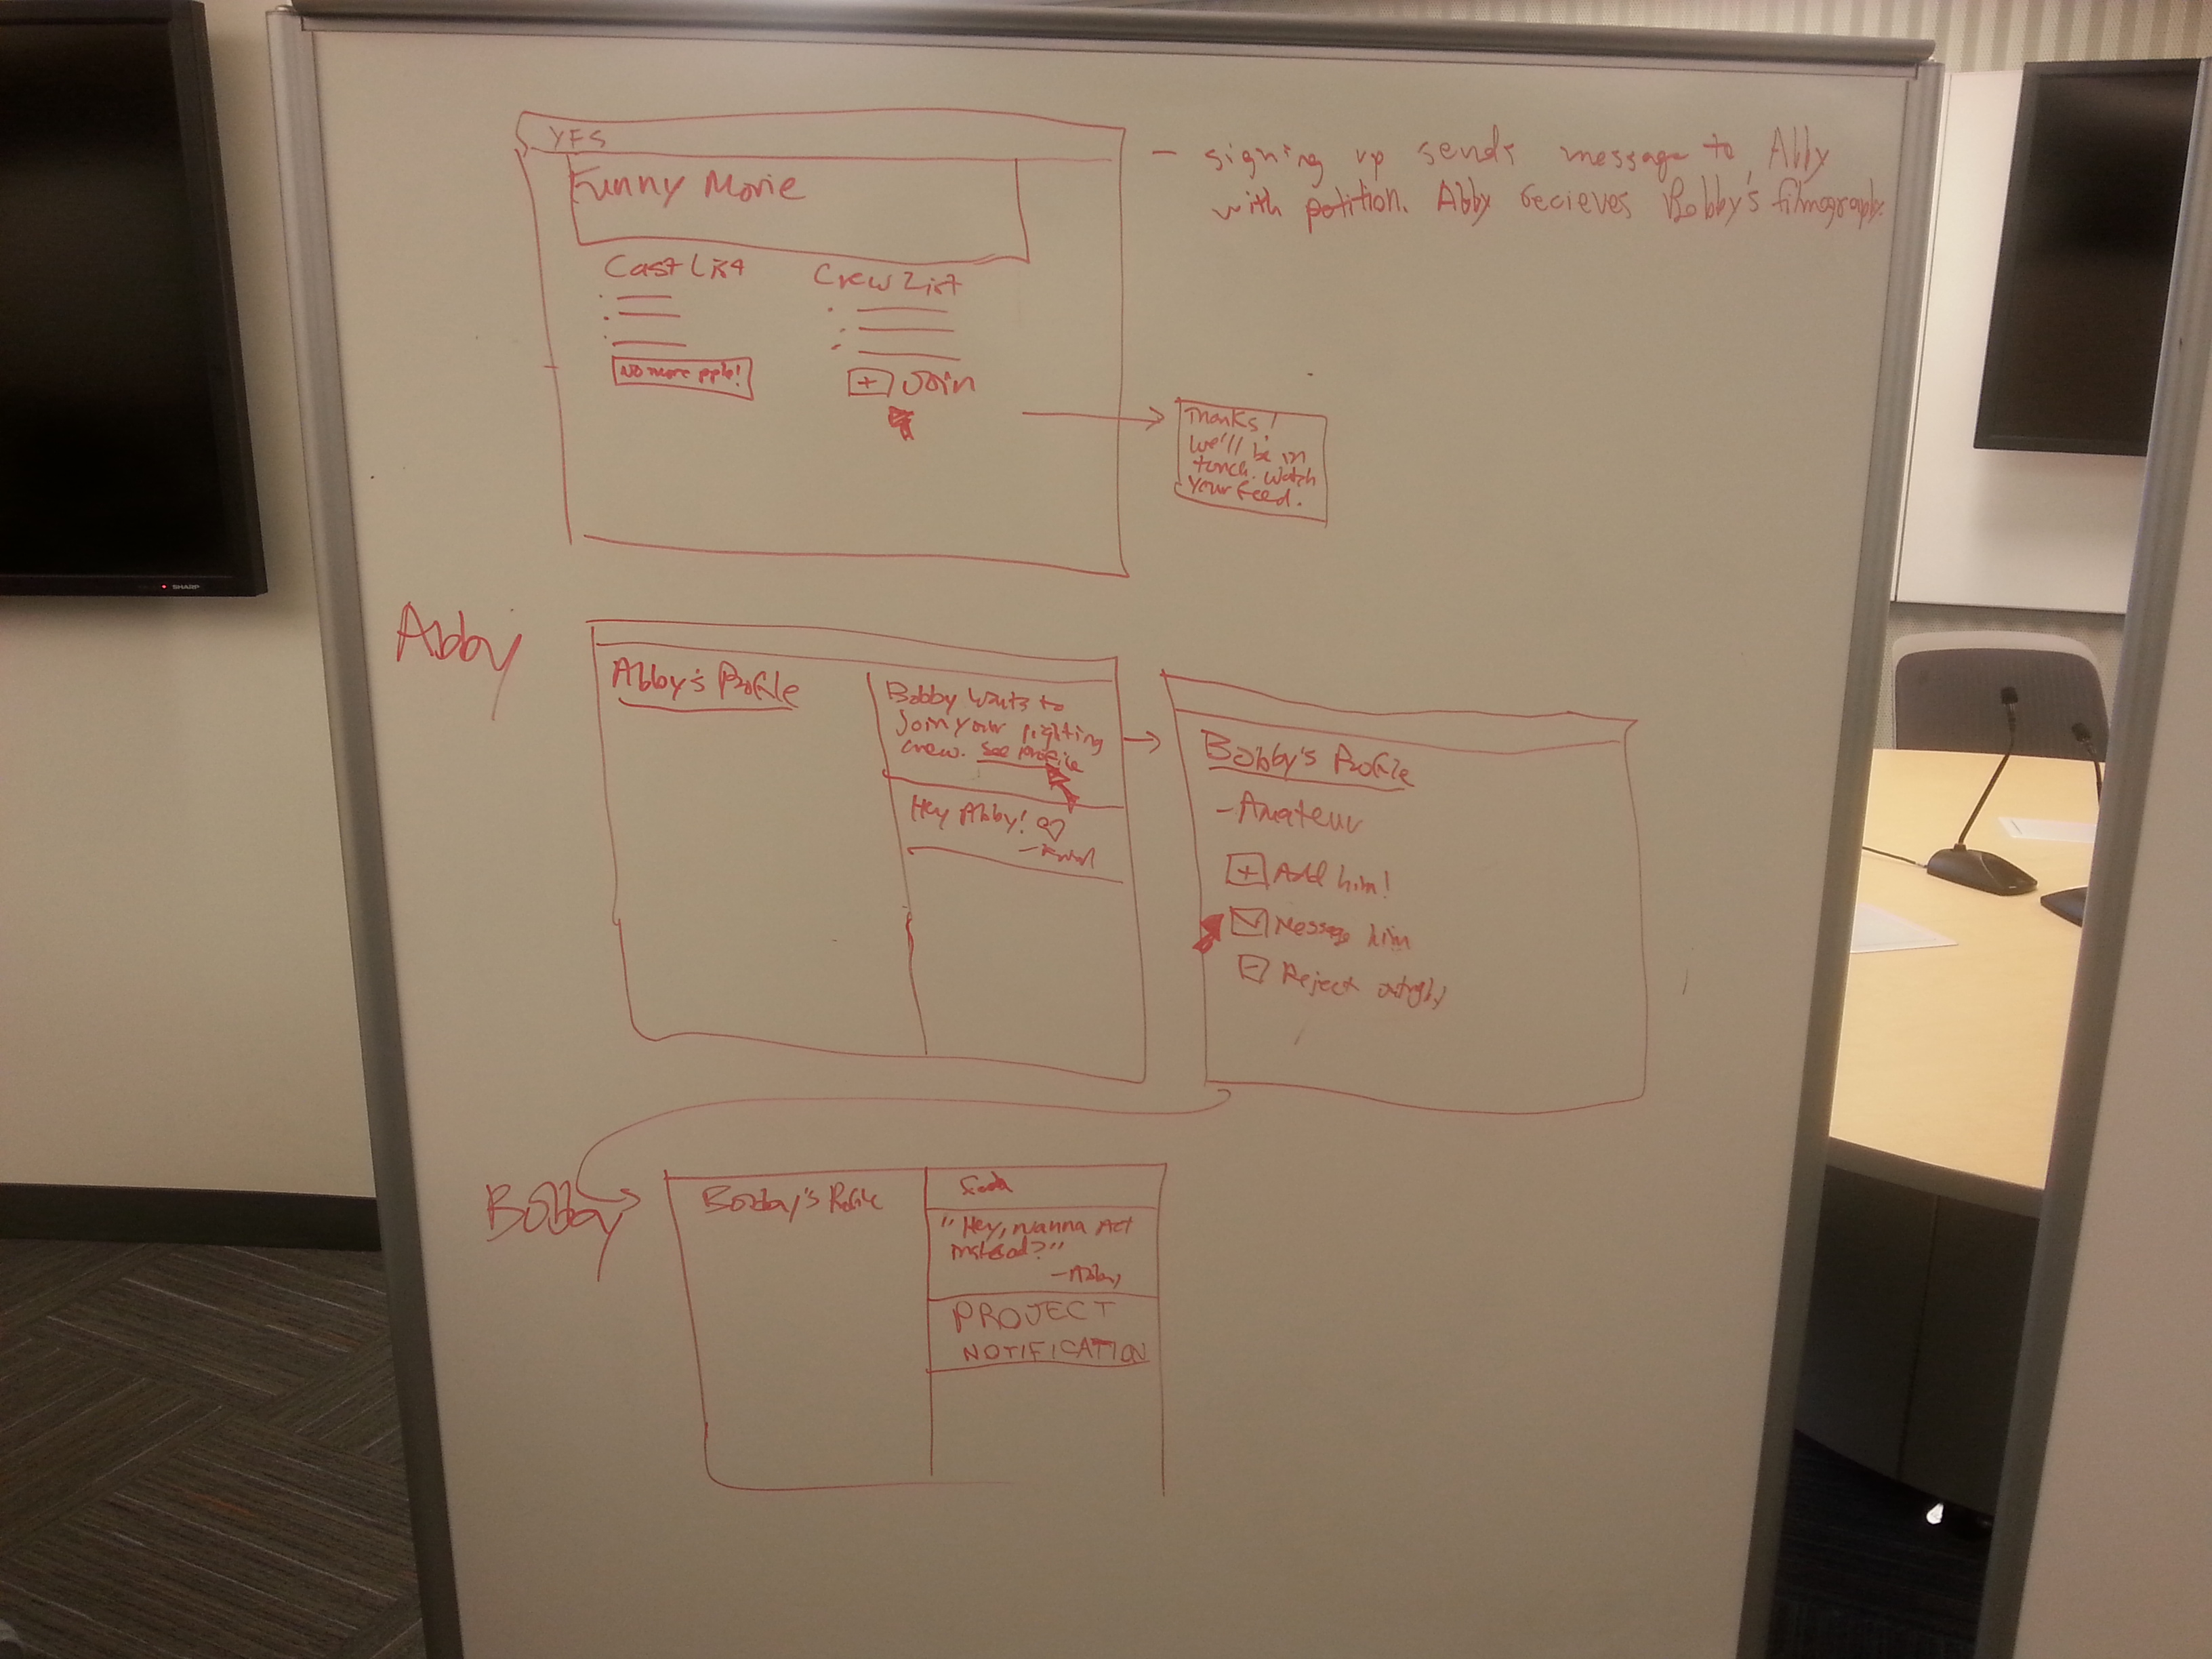 YFS
Funny Movie
Cast List
No more pple!
Crew List
+ Join
- signing up sends message to Abby
with petition. Abby recieves Bobby's filmography.
Thanks!
We'll be in
touch. Watch
your feed.
Abby
Abby's Profile
Bobby wants to
join your lighting
crew. See profile
Hey Abby! ♡
Bobby's Profile
- Amateur
+ Add him!
Message him
- Reject outright
Bobby
Bobby's Profile
"Hey, wanna Act
instead?"
- Abby
PROJECT
NOTIFICATION
SHARP